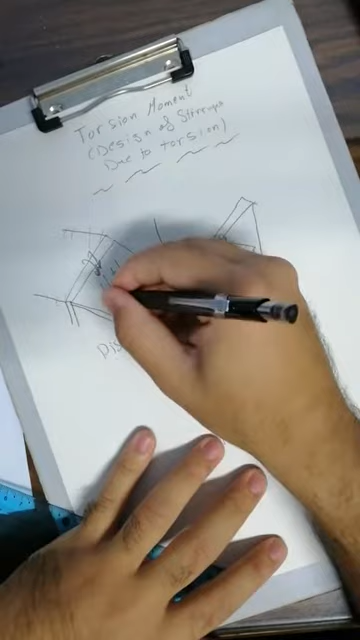 Torsion Moment
(Design of Stirrups
Due to torsion)